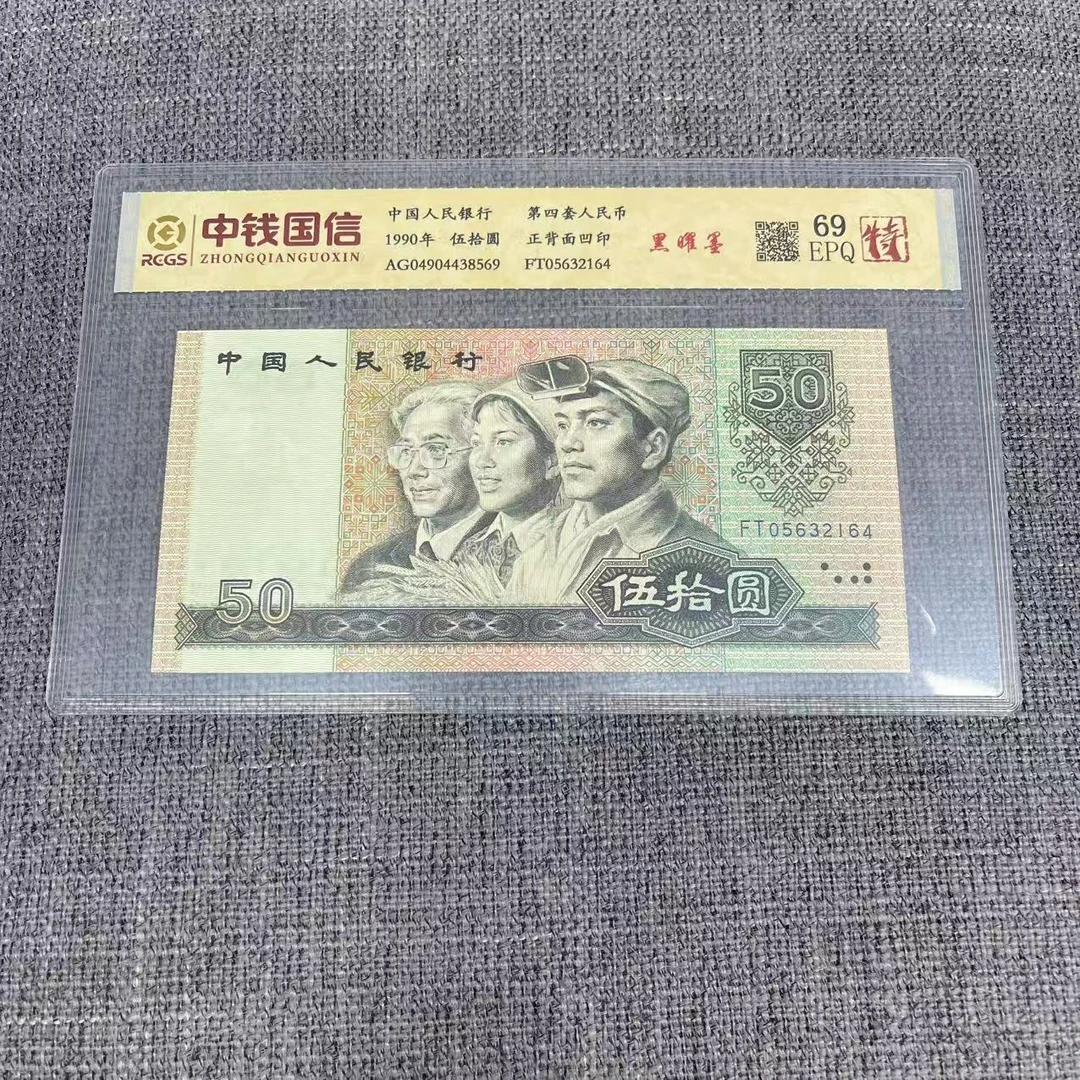 RCGS
中钱国信
ZHONGQIANGUOXIN
中国人民银行 第四套人民币
1990年 伍拾圆 正背面凹印
AG04904438569 FT05632164
黑曜墨
69
EPQ
特
中国人民银行
50
FT05632164
50
伍拾圆